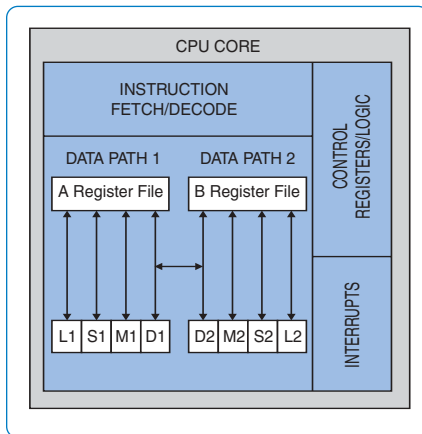 CPU CORE
INSTRUCTION
FETCH/DECODE
DATA PATH 1 DATA PATH 2
A Register File B Register File
L1 S1 M1 D1 D2 M2 S2 L2
CONTROL
REGISTERS/LOGIC
INTERRUPTS